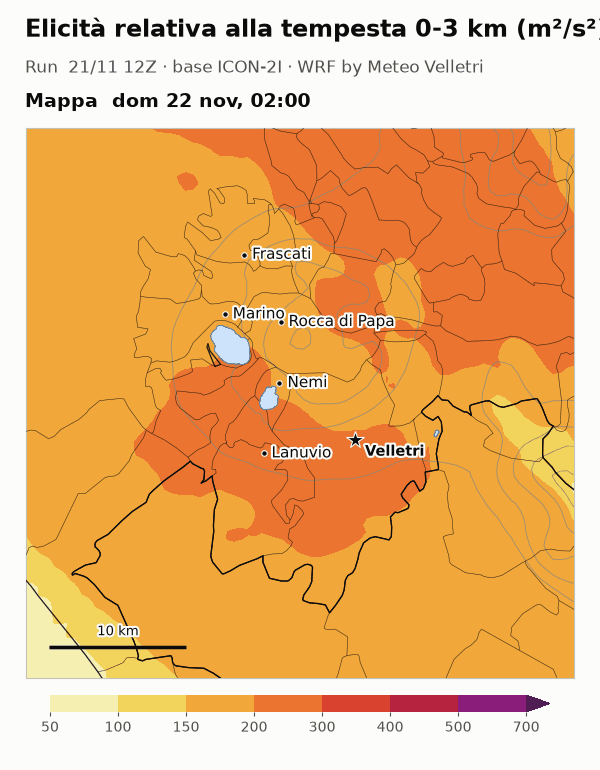 Elicità relativa alla tempesta 0-3 km (m²/s²)
Run 21/11 12Z · base ICON-2I · WRF by Meteo Velletri
Mappa dom 22 nov, 02:00
Frascati
Marino
Rocca di Papa
Nemi
Velletri
Lanuvio
10 km
50 100 150 200 300 400 500 700